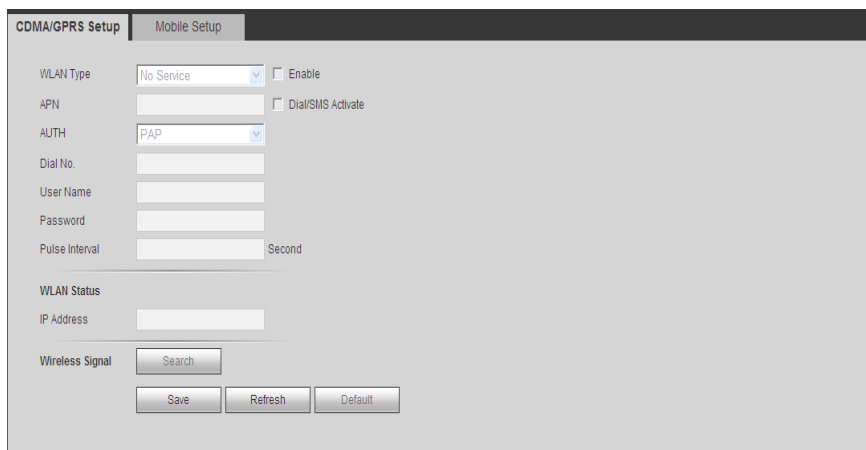 CDMA/GPRS Setup Mobile Setup
WLAN Type No Service Enable
APN Dial/SMS Activate
AUTH PAP
Dial No.
User Name
Password
Pulse Interval Second
WLAN Status
IP Address
Wireless Signal Search
Save Refresh Default